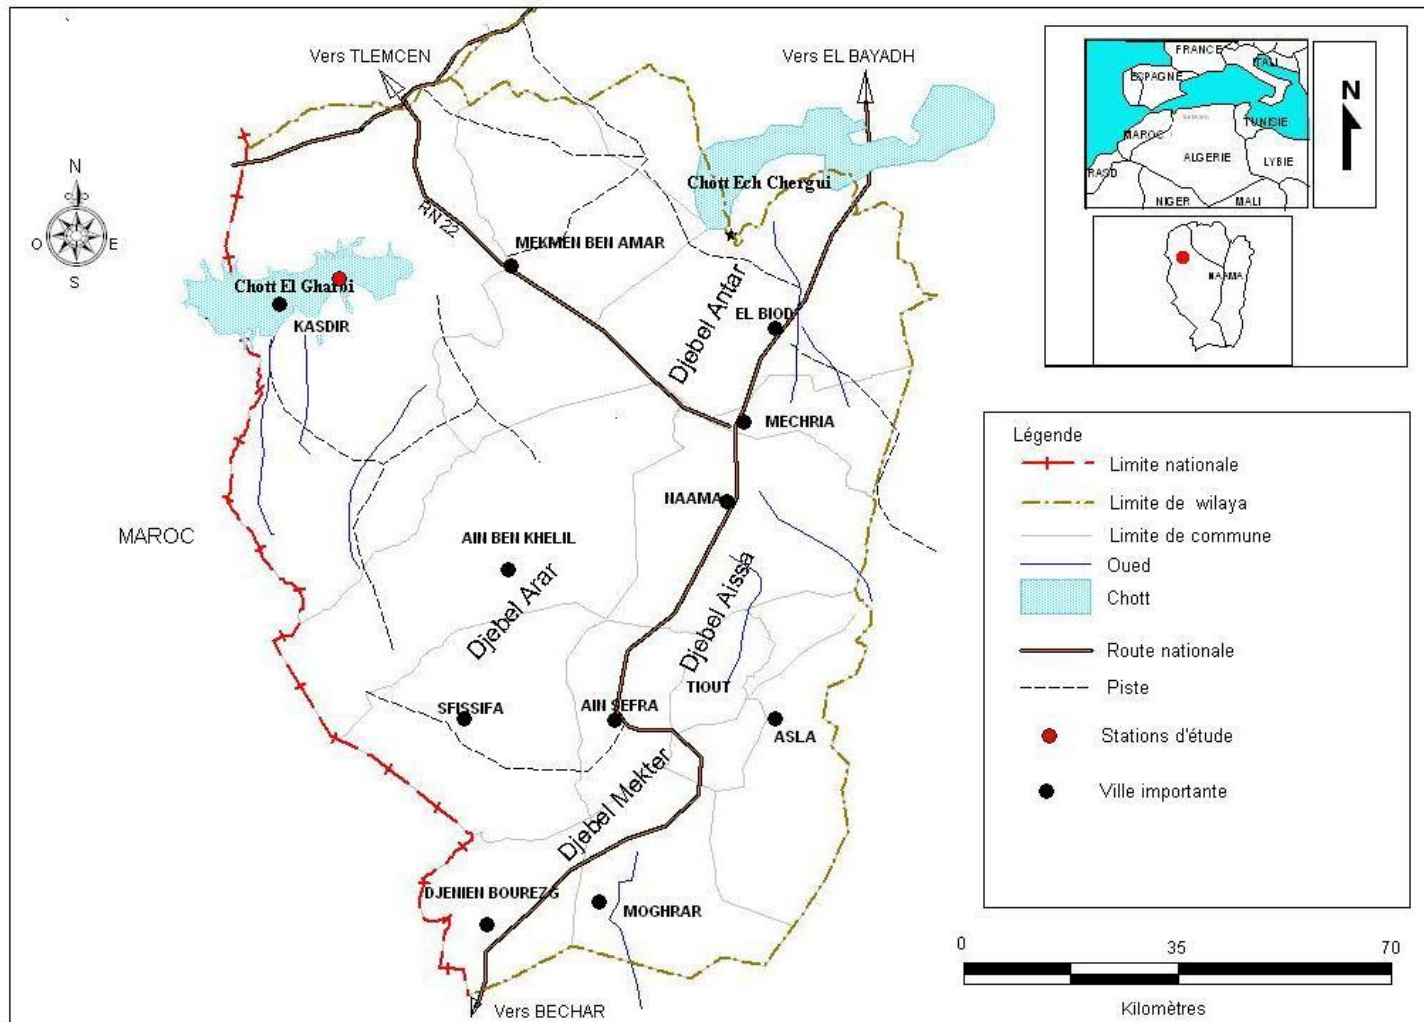 Vers TLEMCEN
Vers EL BAYADH
FRANCE
ITALI
ESPAGNE
TUNISIE
MAROC
ALGERIE
LYBIE
RASD
NIGER
MALI
N
N
O
E
S
NAAMA
Chott Ech Chergui
RN 22
MEKMEN BEN AMAR
Chott El Gharbi
KASDIR
Djebel Antar
EL BIOD
MECHRIA
NAAMA
MAROC
AIN BEN KHELIL
Djebel Arar
Djebel Aissa
TIOUT
SFISSIFA
AIN SEFRA
ASLA
Djebel Mekter
DJENIEN BOUREZG
MOGHRAR
Vers BECHAR
Légende
Limite nationale
Limite de wilaya
Limite de commune
Oued
Chott
Route nationale
Piste
Stations d'étude
Ville importante
0 35 70
Kilomètres